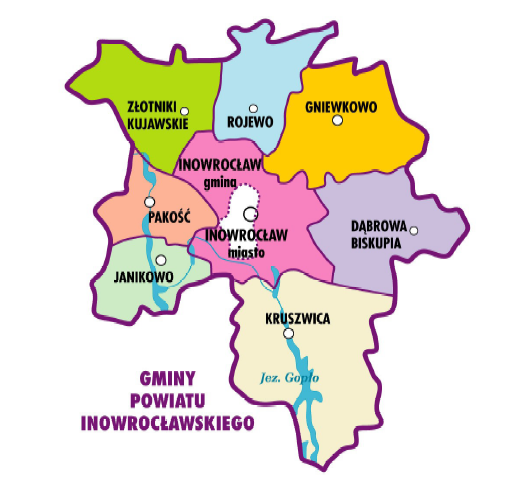 ZŁOTNIKI
KUJAWSKIE
ROJEWO
GNIEWKOWO
INOWROCŁAW
gmina
PAKOŚĆ
INOWROCŁAW
miasto
DĄBROWA
BISKUPIA
JANIKOWO
KRUSZWICA
Jez. Gopło
GMINY
POWIATU
INOWROCŁAWSKIEGO